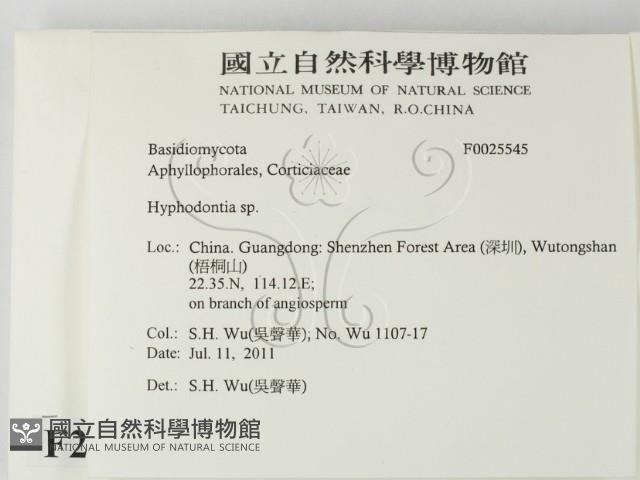 國立自然科學博物館
NATIONAL MUSEUM OF NATURAL SCIENCE
TAICHUNG, TAIWAN, R.O.CHINA
Basidiomycota F0025545
Aphyllophorales, Corticiaceae
Hyphodontia sp.
Loc.: China. Guangdong: Shenzhen Forest Area (深圳), Wutongshan
(梧桐山)
22.35.N, 114.12.E;
on branch of angiosperm
Col.: S.H. Wu(吳聲華); No. Wu 1107-17
Date: Jul. 11, 2011
Det.: S.H. Wu(吳聲華)
F2
國立自然科學博物館
NATIONAL MUSEUM OF NATURAL SCIENCE